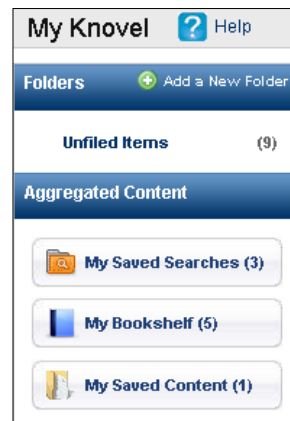 My Knovel ? Help
Folders + Add a New Folder
Unfiled Items (9)
Aggregated Content
My Saved Searches (3)
My Bookshelf (5)
My Saved Content (1)